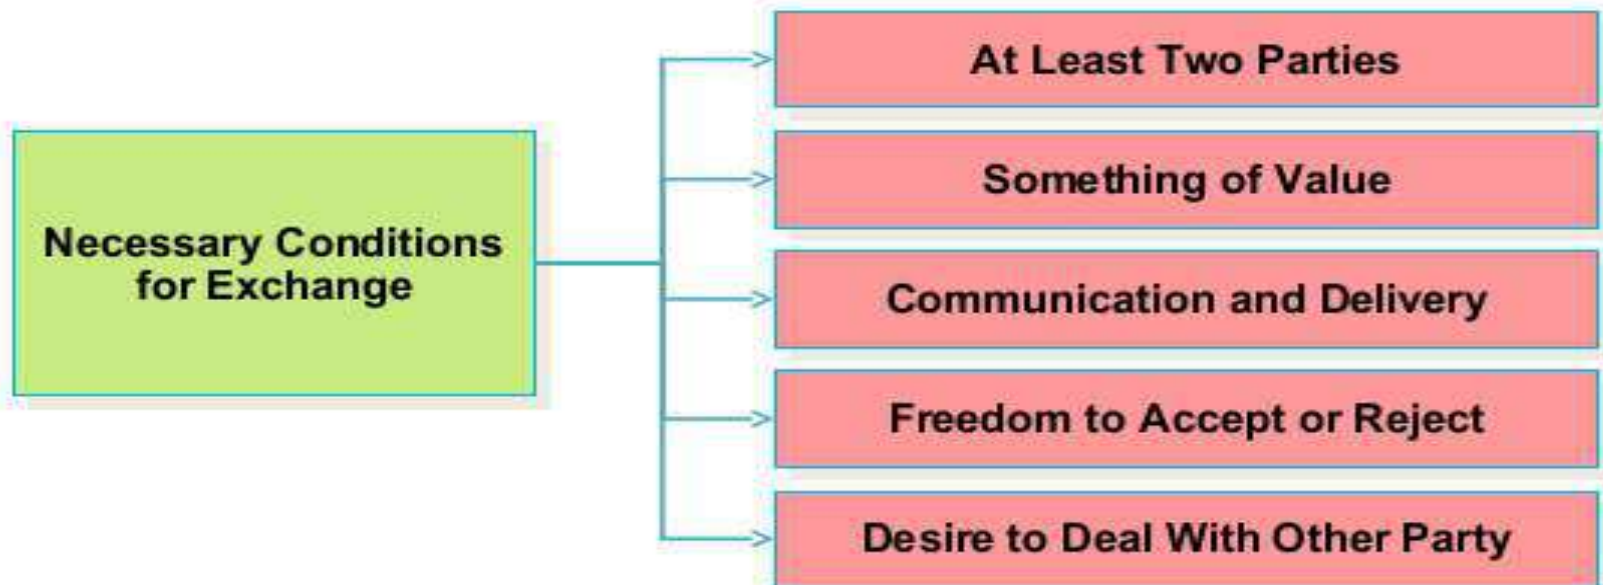 At Least Two Parties
Something of Value
Necessary Conditions
for Exchange
Communication and Delivery
Freedom to Accept or Reject
Desire to Deal With Other Party